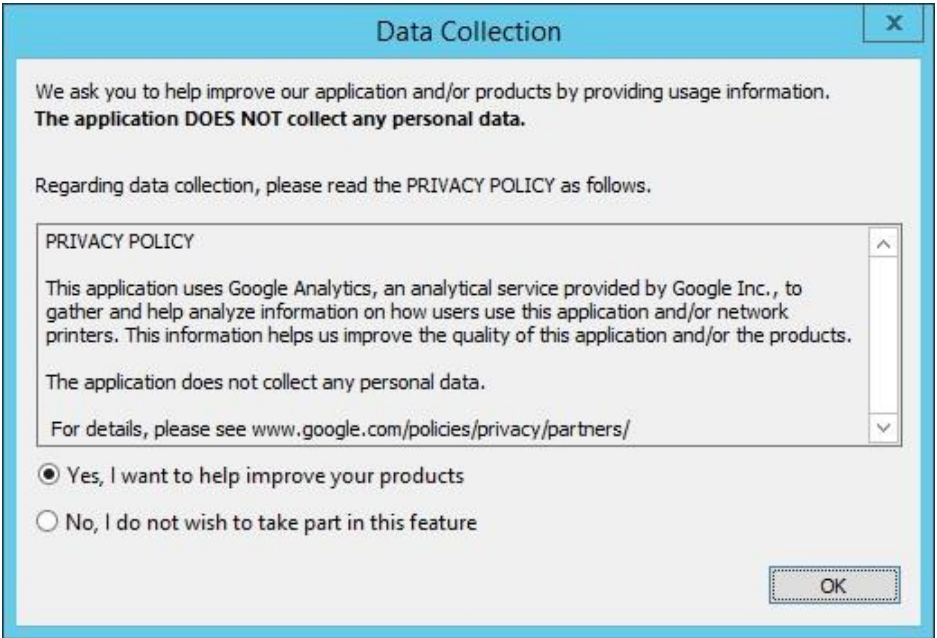 Data Collection
x
We ask you to help improve our application and/or products by providing usage information.
The application DOES NOT collect any personal data.
Regarding data collection, please read the PRIVACY POLICY as follows.
PRIVACY POLICY
This application uses Google Analytics, an analytical service provided by Google Inc., to
gather and help analyze information on how users use this application and/or network
printers. This information helps us improve the quality of this application and/or the products.
The application does not collect any personal data.
For details, please see www.google.com/policies/privacy/partners/
Yes, I want to help improve your products
No, I do not wish to take part in this feature
OK